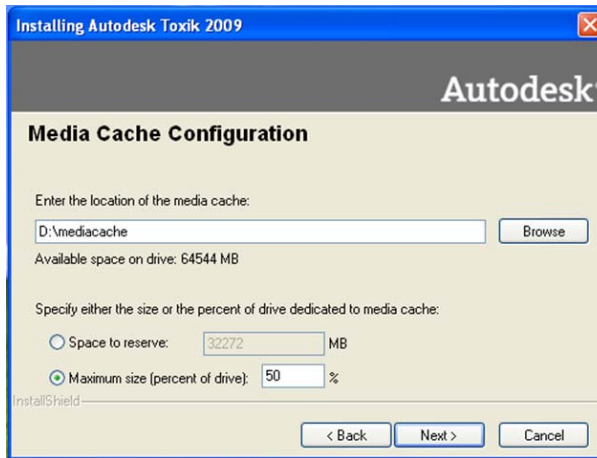 Installing Autodesk Toxik 2009
Autodesk
Media Cache Configuration
Enter the location of the media cache:
D:\mediacache
Browse
Available space on drive: 64544 MB
Specify either the size or the percent of drive dedicated to media cache:
Space to reserve: 32272 MB
Maximum size (percent of drive): 50 %
InstallShield
< Back Next > Cancel